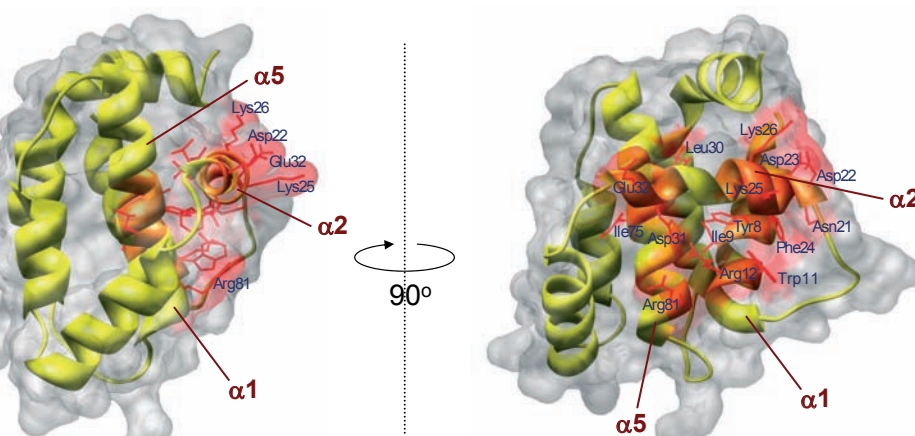 α5
Lys26
Asp22
Glu32
Lys25
α2
Arg81
α1
90o
Lys26
Leu30
Asp23
Asp22
Glu32
Lys25
α2
Ile75
Asp31
Ile9
Tyr8
Asn21
Phe24
Arg12
Trp11
Arg81
α1
α5